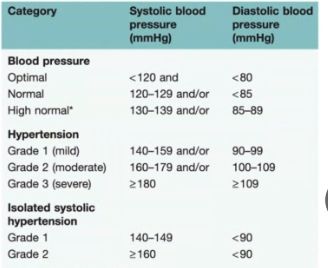 Category Systolic blood pressure (mmHg) Diastolic blood pressure (mmHg)
Blood pressure
Optimal <120 and <80
Normal 120–129 and/or <85
High normal* 130–139 and/or 85–89
Hypertension
Grade 1 (mild) 140–159 and/or 90–99
Grade 2 (moderate) 160–179 and/or 100–109
Grade 3 (severe) ≥180 ≥109
Isolated systolic
hypertension
Grade 1 140–149 <90
Grade 2 ≥160 <90